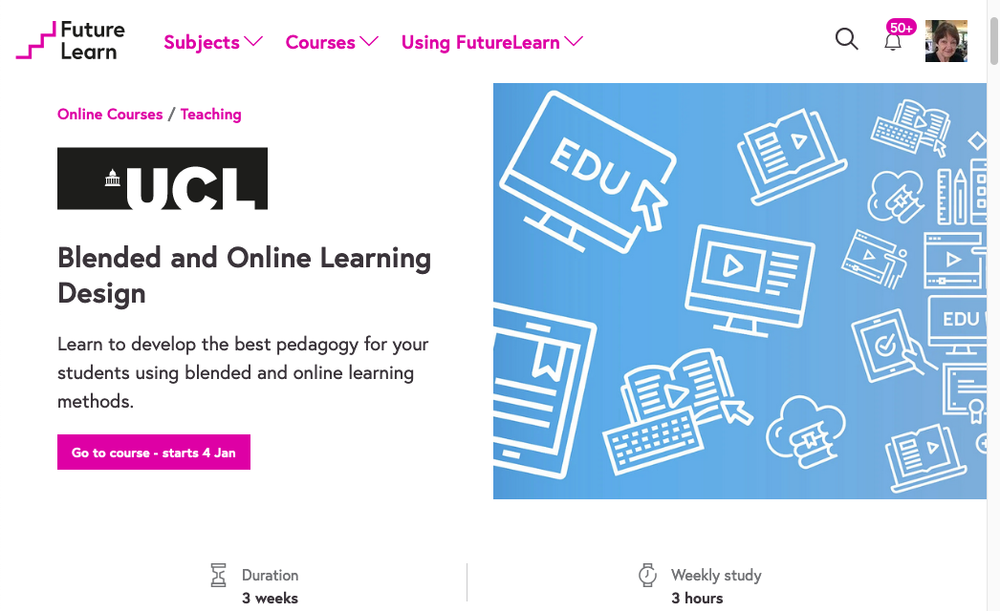 Future
Learn
Subjects
Courses
Using FutureLearn
50+
Online Courses / Teaching
UCL
Blended and Online Learning
Design
Learn to develop the best pedagogy for your
students using blended and online learning
methods.
Go to course - starts 4 Jan
EDU
EDU
Duration
3 weeks
Weekly study
3 hours